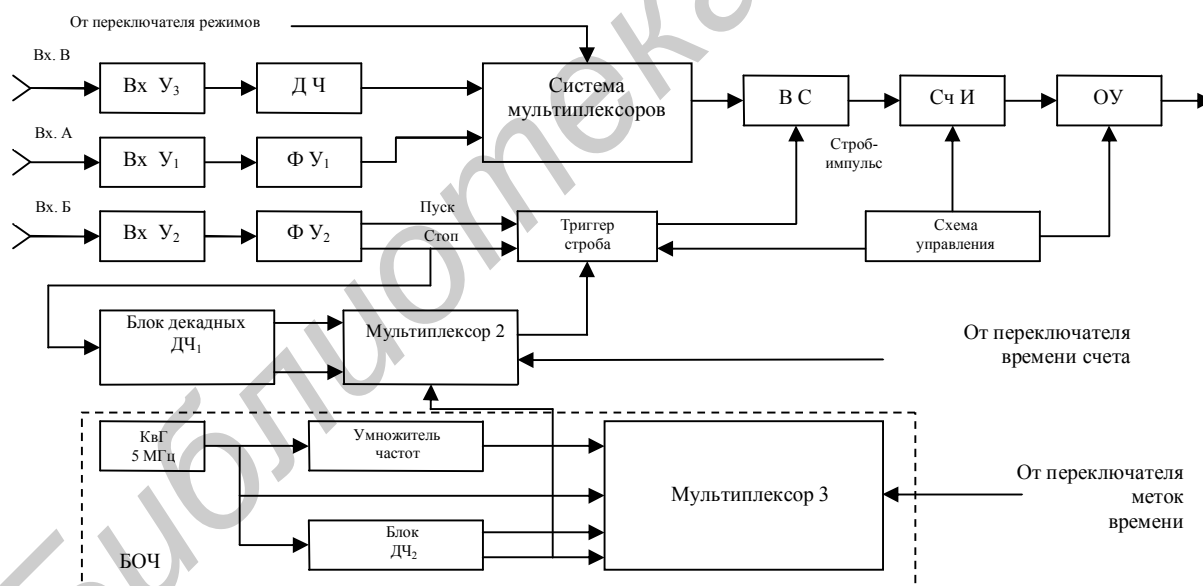 От переключателя режимов
Вх. В
Вх У₃
Д Ч
Система
мультиплексоров
В С
Сч И
ОУ
Вх. А
Вх У₁
Ф У₁
Строб-
импульс
Вх. Б
Вх У₂
Ф У₂
Пуск
Стоп
Триггер
строба
Схема
управления
Блок декадных
ДЧ₁
Мультиплексор 2
От переключателя
времени счета
КвГ
5 МГц
Умножитель
частот
Мультиплексор 3
От переключателя
меток
времени
Блок
ДЧ₂
БОЧ
Библиотека